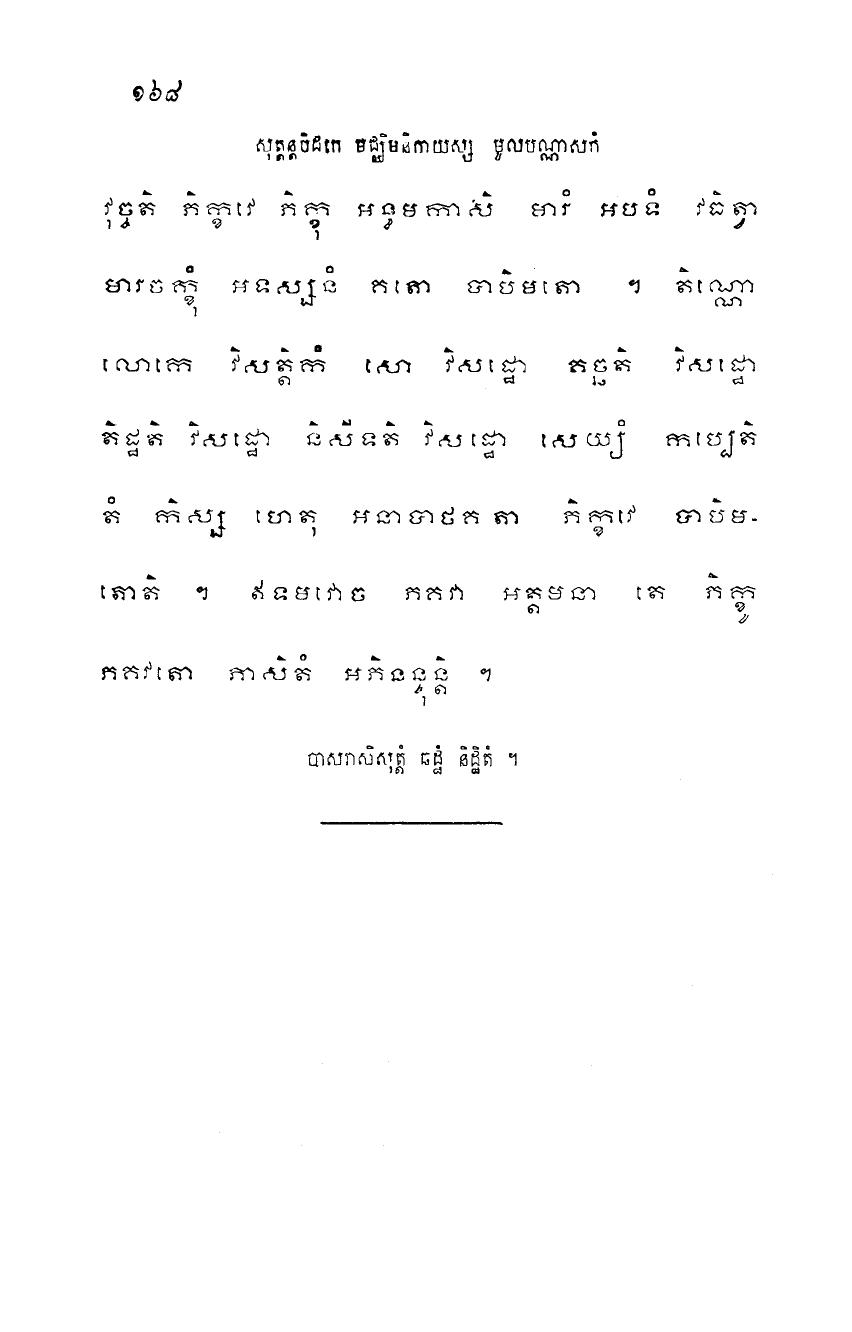 ១៦៨
សុត្តន្តបិដកេ មជ្ឈិមនិកាយស្ស មូលបណ្ណាសកំ
វុច្ចតិ ភិក្ខវេ ភិក្ខុ អន្ធមកាសិ មារំ អបទំ វធិត្វា
មារចក្ខុំ អទស្សនំ គតោ បាបិមតោ ។ តិណ្ណោ
លោកេ វិសត្តិកំ សោ វិសដ្ឋោ គច្ឆតិ វិសដ្ឋោ
តិដ្ឋតិ វិសដ្ឋោ និសីទតិ វិសដ្ឋោ សេយ្យំ កប្បេតិ
តំ កិស្ស ហេតុ អនាបាថគតា ភិក្ខវេ បាបិម-
តោតិ ។ ឥទមវោច ភគវា អត្តមនា តេ ភិក្ខូ
ភគវតោ ភាសិតំ អភិនន្ទុន្តិ ។
បាសរាសិសុត្តំ ឆដ្ឋំ និដ្ឋិតំ ។